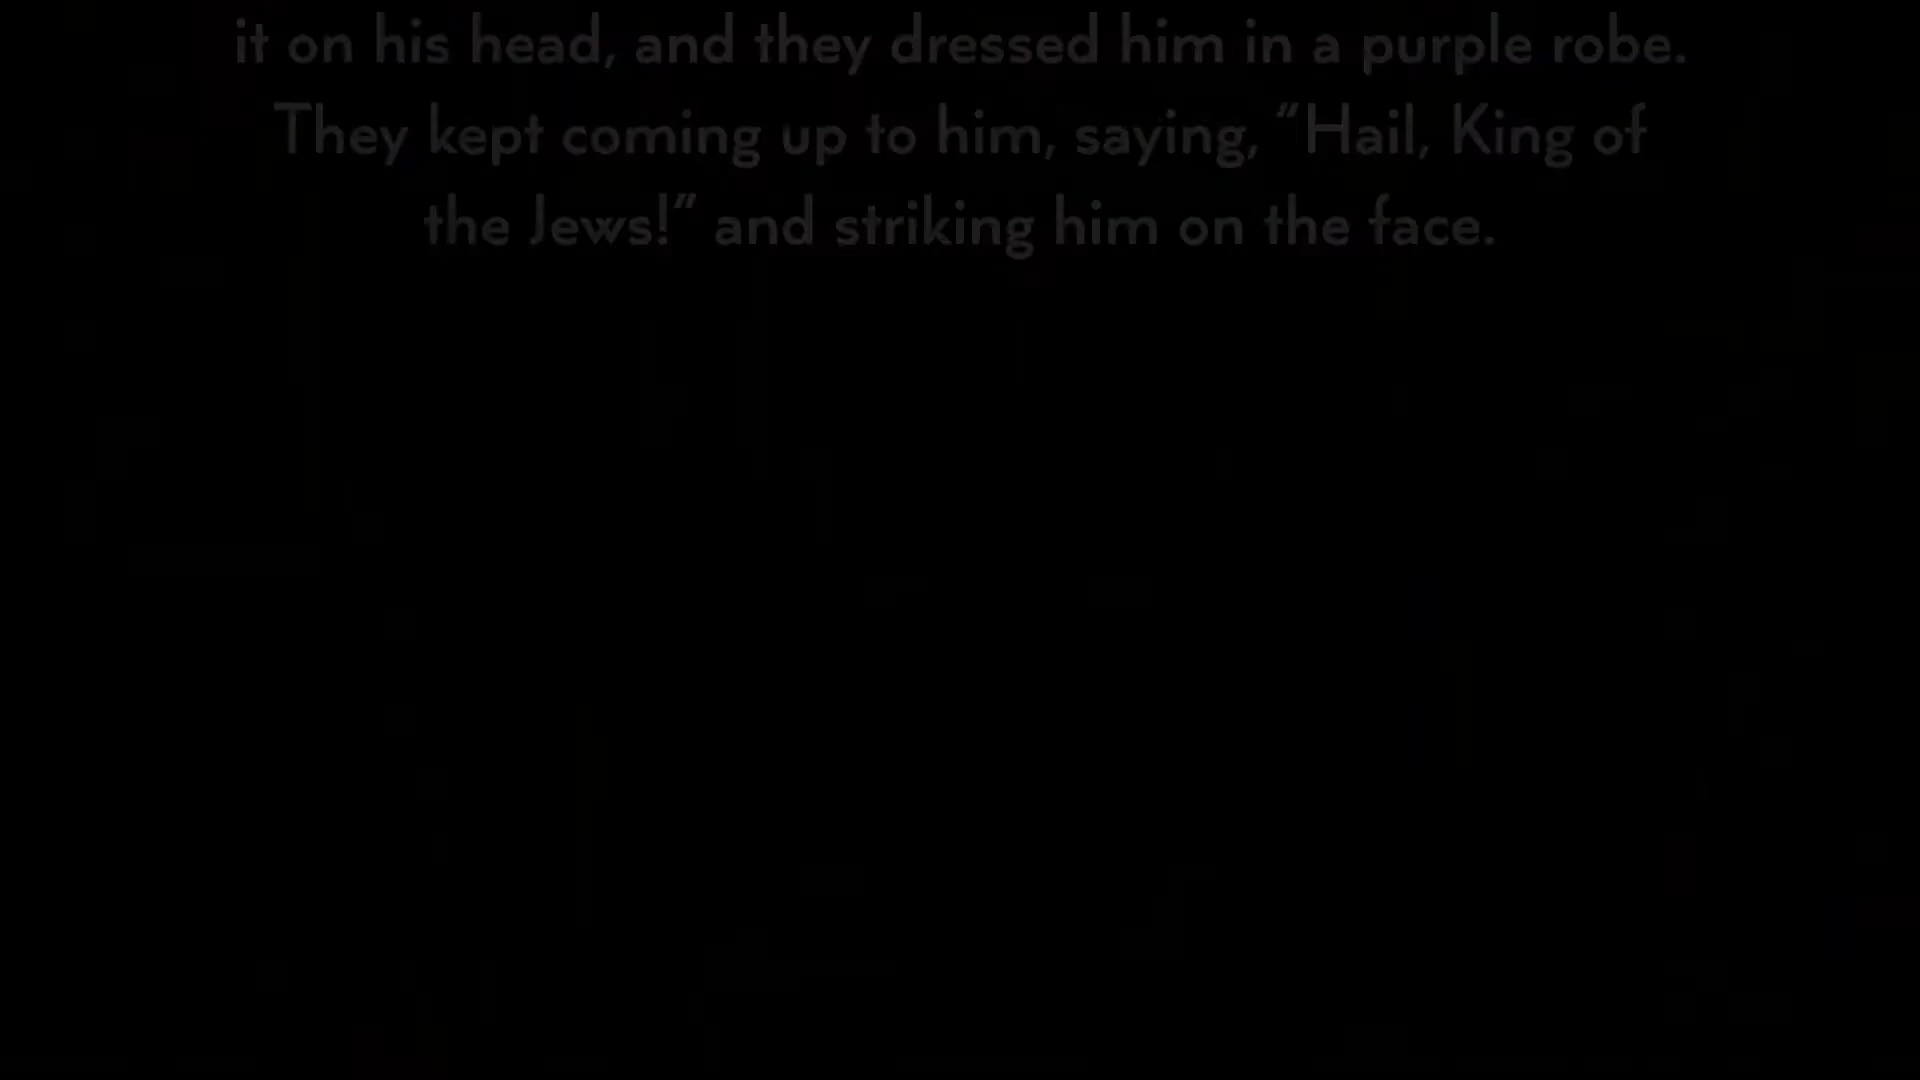 it on his head, and they dressed him in a purple robe.
They kept coming up to him, saying, “Hail, King of
the Jews!” and striking him on the face.